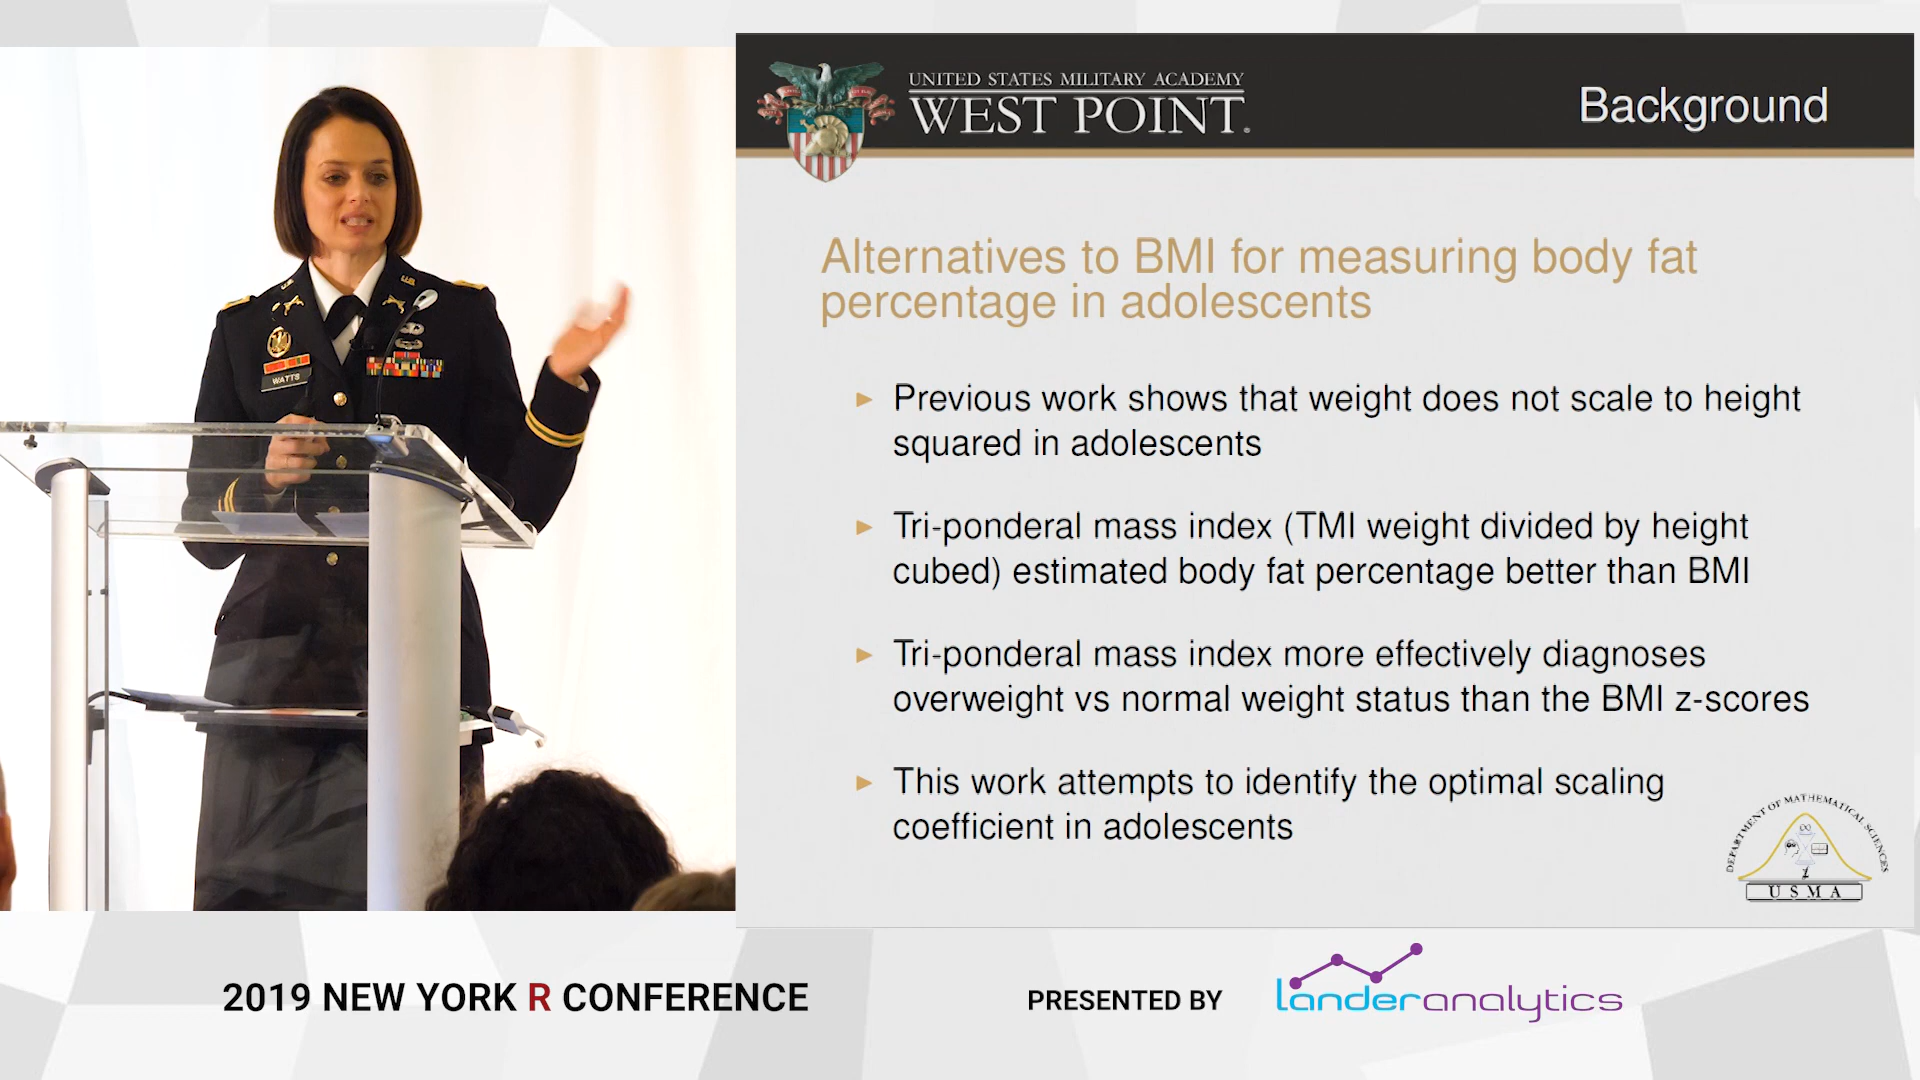 UNITED STATES MILITARY ACADEMY
WEST POINT.
Background
Alternatives to BMI for measuring body fat
percentage in adolescents
Previous work shows that weight does not scale to height
squared in adolescents
Tri-ponderal mass index (TMI weight divided by height
cubed) estimated body fat percentage better than BMI
Tri-ponderal mass index more effectively diagnoses
overweight vs normal weight status than the BMI z-scores
This work attempts to identify the optimal scaling
coefficient in adolescents
DEPARTMENT OF MATHEMATICAL SCIENCES
USMA
U.S.
U.S.
WATTS
2019 NEW YORK R CONFERENCE
PRESENTED BY
landeranalytics